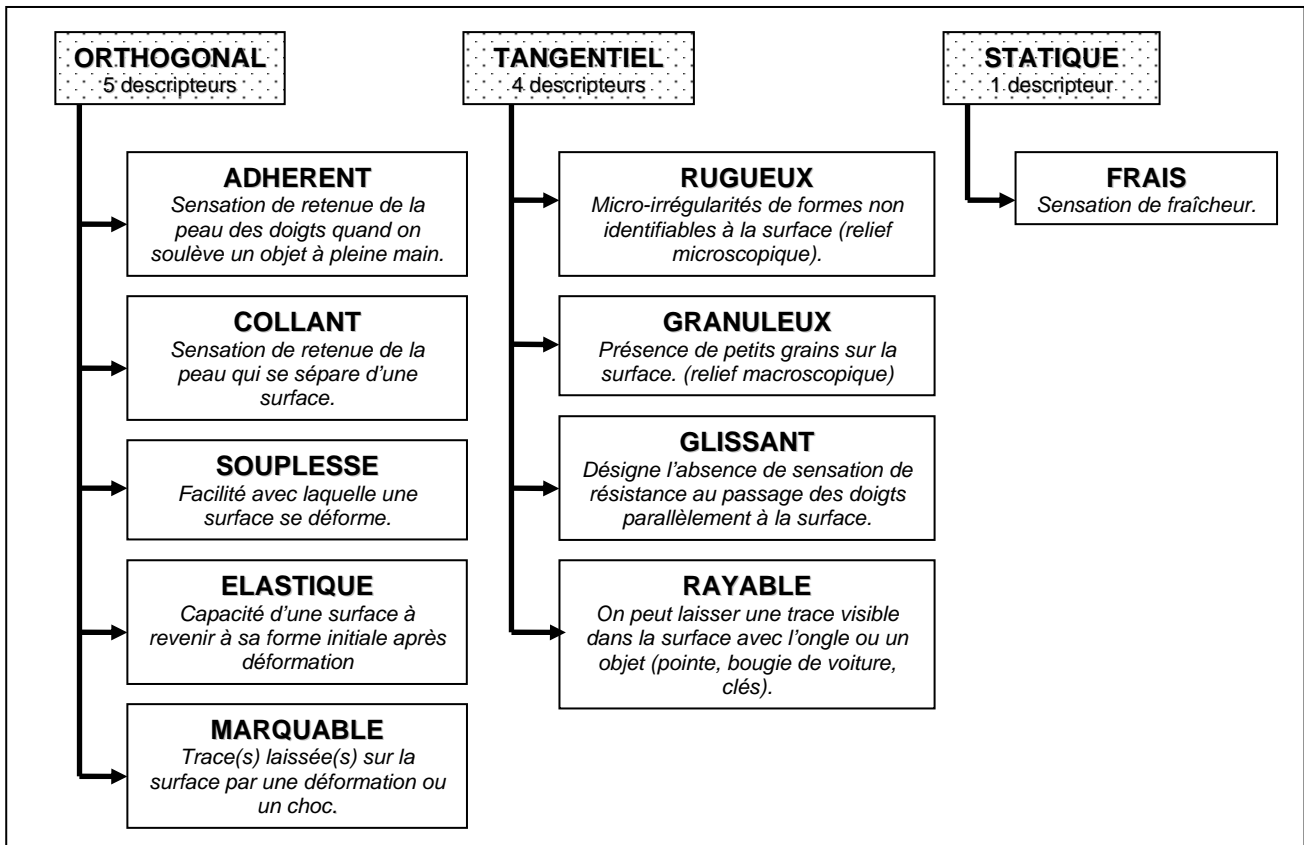 ORTHOGONAL
5 descripteurs
ADHERENT
Sensation de retenue de la
peau des doigts quand on
soulève un objet à pleine main.
COLLANT
Sensation de retenue de la
peau qui se sépare d'une
surface.
SOUPLESSE
Facilité avec laquelle une
surface se déforme.
ELASTIQUE
Capacité d'une surface à
revenir à sa forme initiale après
déformation
MARQUABLE
Trace(s) laissée(s) sur la
surface par une déformation ou
un choc.
TANGENTIEL
4 descripteurs
RUGUEUX
Micro-irrégularités de formes non
identifiables à la surface (relief
microscopique).
GRANULEUX
Présence de petits grains sur la
surface. (relief macroscopique)
GLISSANT
Désigne l'absence de sensation de
résistance au passage des doigts
parallèlement à la surface.
RAYABLE
On peut laisser une trace visible
dans la surface avec l'ongle ou un
objet (pointe, bougie de voiture,
clés).
STATIQUE
1 descripteur
FRAIS
Sensation de fraîcheur.